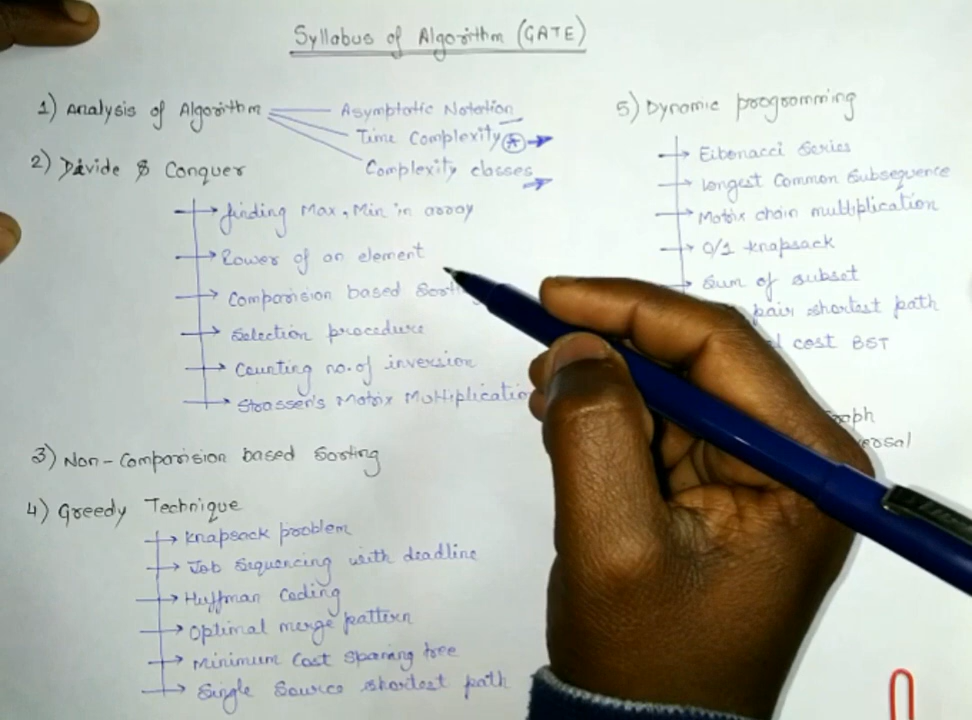 Syllabus of Algorithm (GATE)
1) Analysis of Algorithm
Asymptotic Notation
Time Complexity
Complexity classes
2) Divide & Conquer
finding Max, Min in array
Power of an element
Comparision based Sorting
Selection procedure
Counting no. of inversion
Strassen's Matrix Multiplication
3) Non-Comparision based Sorting
4) Greedy Technique
Knapsack problem
Job Sequencing with deadline
Huffman Coding
Optimal merge pattern
Minimum Cost Spaning tree
Single Source shortest path
5) Dynamic programming
Fibonacci Series
longest Common Subsequence
Matrix chain multiplication
0/1 knapsack
Sum of subset
pair shortest path
cost BST